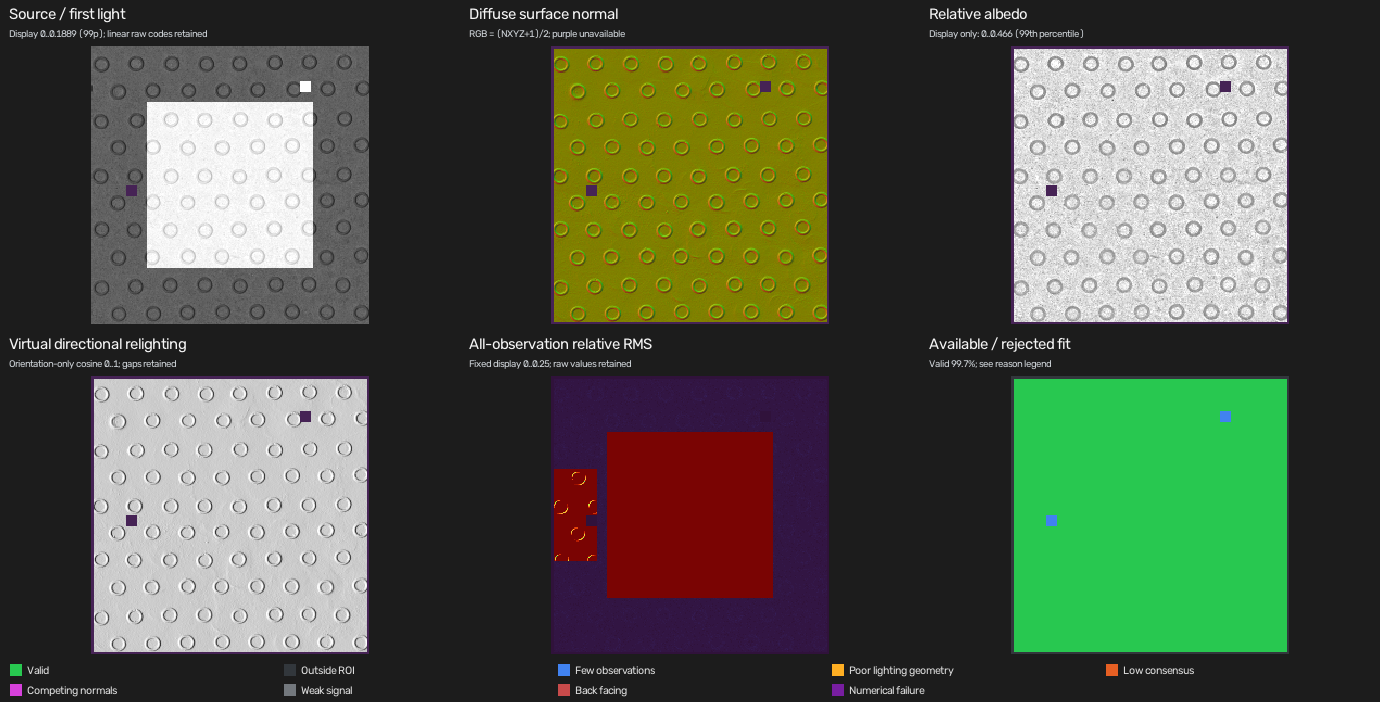 Source / first light
Display 0..0.1889 (99p); linear raw codes retained
Diffuse surface normal
RGB = (NXYZ+1)/2; purple unavailable
Relative albedo
Display only: 0..0.466 (99th percentile)
Virtual directional relighting
Orientation-only cosine 0..1; gaps retained
All-observation relative RMS
Fixed display 0..0.25; raw values retained
Available / rejected fit
Valid 99.7%; see reason legend
Valid
Outside ROI
Few observations
Poor lighting geometry
Low consensus
Competing normals
Weak signal
Back facing
Numerical failure